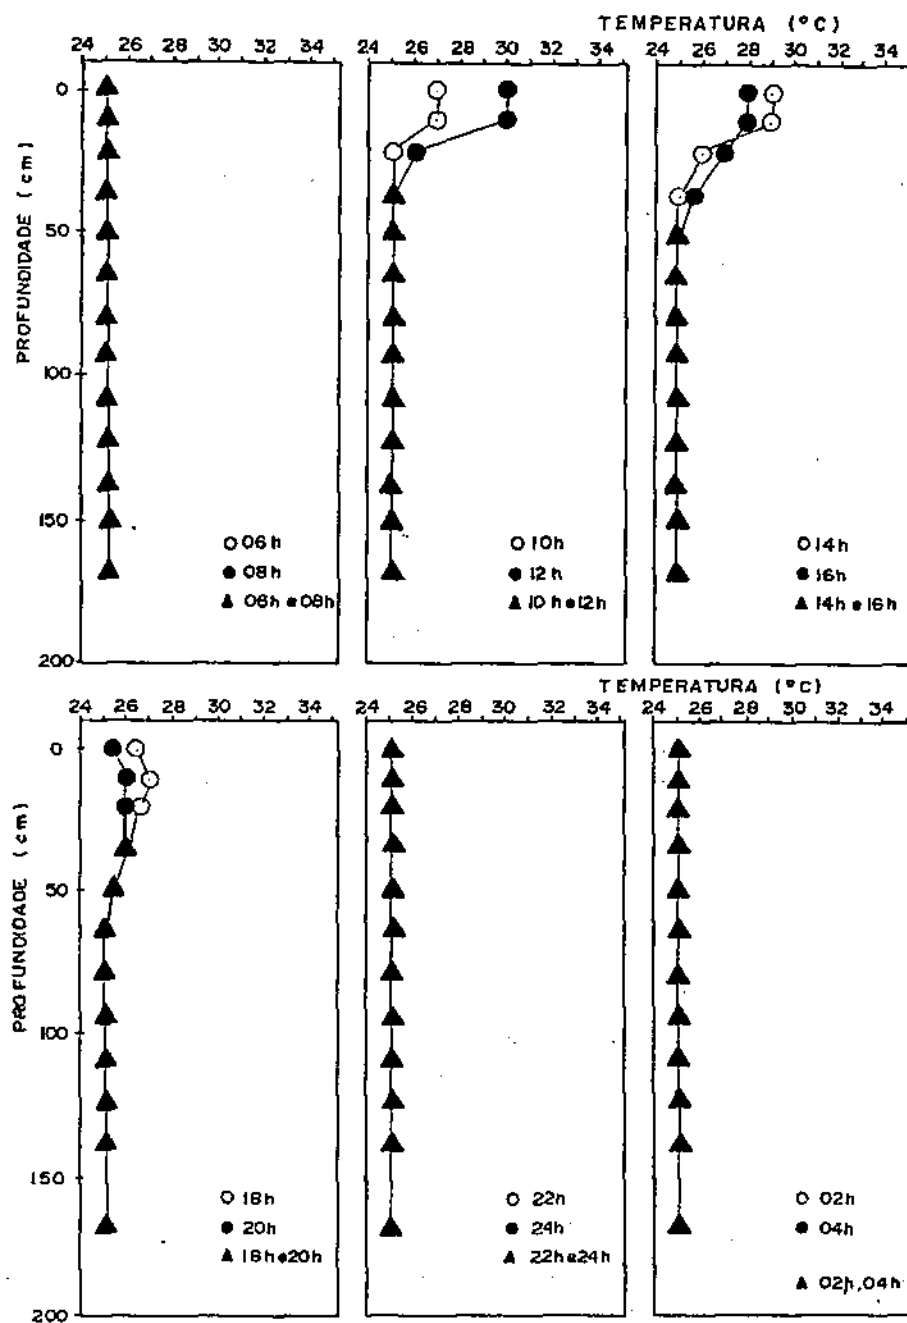 TEMPERATURA (°C)
24 26 28 30 32 34
26 28 30 32 34
24 26 28 30 32 34
0
50
100
150
200
PROFUNDIDADE (cm)
○ 06h
● 08h
▲ 06h e 08h
○ 10h
● 12h
▲ 10h e 12h
○ 14h
● 16h
▲ 14h e 16h
TEMPERATURA (°C)
24 26 28 30 32 34
24 26 28 30 32 34
24 26 28 30 32 34
0
50
100
150
200
PROFUNDIDADE (cm)
○ 18h
● 20h
▲ 18h e 20h
○ 22h
● 24h
▲ 22h e 24h
○ 02h
● 04h
▲ 02h,04h